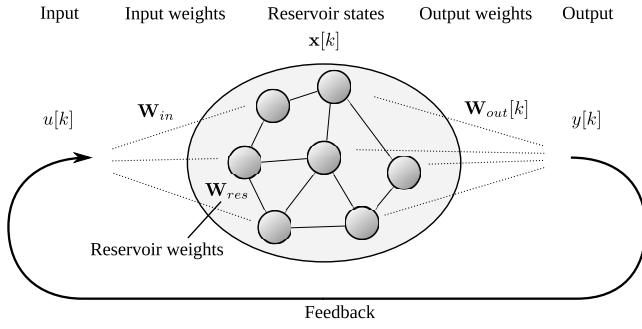 Input Input weights Reservoir states Output weights Output
x[k]
W_in W_out[k]
u[k] y[k]
W_res
Reservoir weights
Feedback